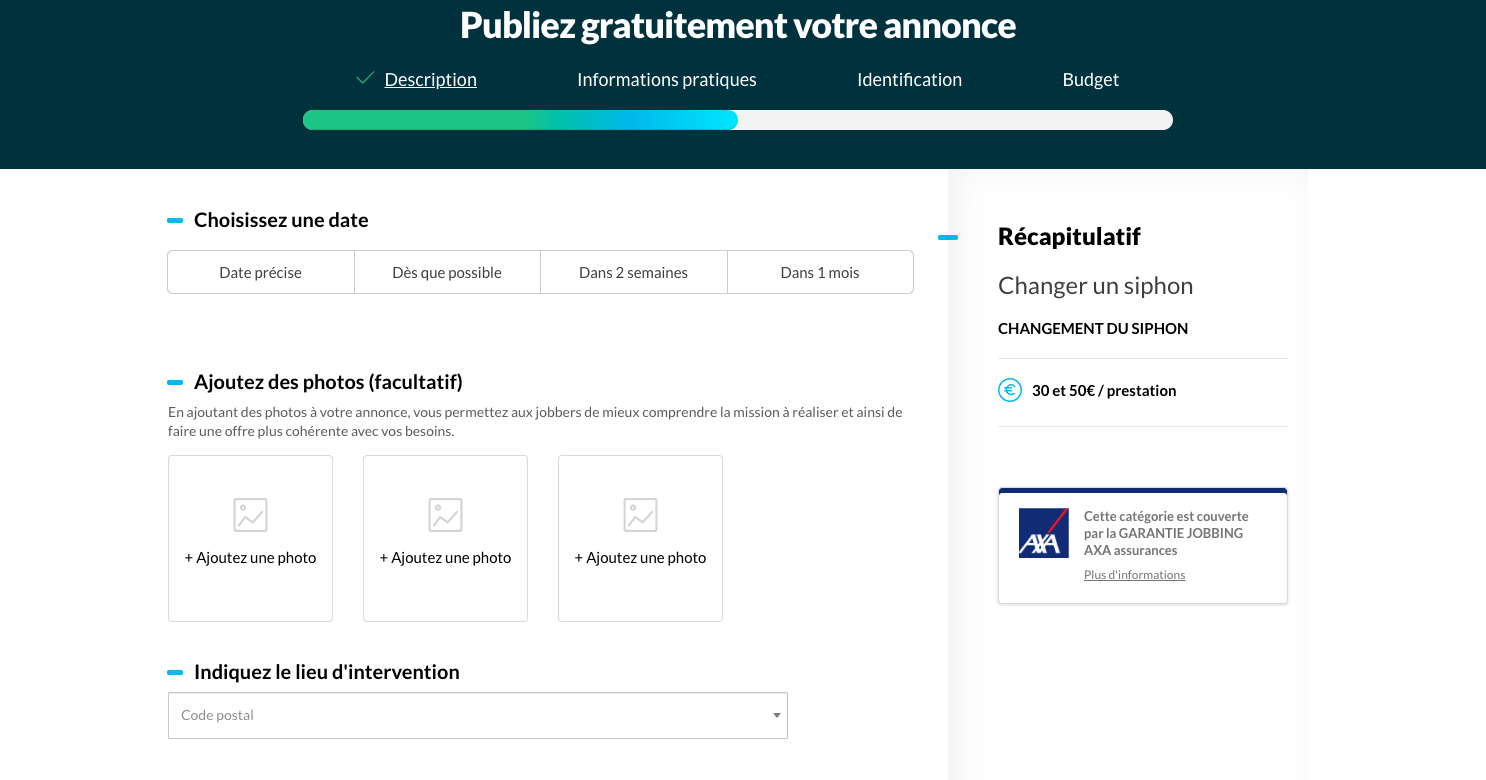 Publiez gratuitement votre annonce
Description
Informations pratiques
Identification
Budget
Choisissez une date
Date précise
Dès que possible
Dans 2 semaines
Dans 1 mois
Ajoutez des photos (facultatif)
En ajoutant des photos à votre annonce, vous permettez aux jobbers de mieux comprendre la mission à réaliser et ainsi de
faire une offre plus cohérente avec vos besoins.
+ Ajoutez une photo
+ Ajoutez une photo
+ Ajoutez une photo
Indiquez le lieu d'intervention
Code postal
Récapitulatif
Changer un siphon
CHANGEMENT DU SIPHON
€ 30 et 50€ / prestation
AXA
Cette catégorie est couverte
par la GARANTIE JOBBING
AXA assurances
Plus d'informations